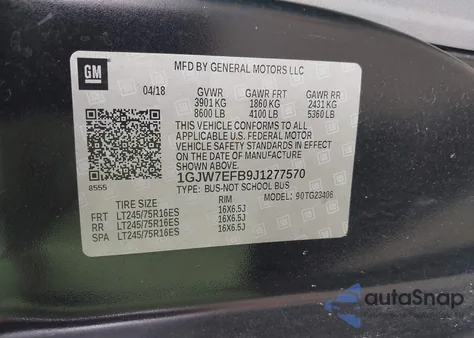 GM
MFD BY GENERAL MOTORS LLC
04/18 GVWR GAWR FRT GAWR RR
3901 KG 1860 KG 2431 KG
8600 LB 4100 LB 5360 LB
THIS VEHICLE CONFORMS TO ALL
APPLICABLE U.S. FEDERAL MOTOR
VEHICLE SAFETY STANDARDS IN EFFECT
ON THE DATE OF MANUFACTURE
SHOWN ABOVE.
1GJW7EFB9J1277570
8555 TYPE: BUS-NOT SCHOOL BUS
TIRE SIZE RIM MODEL: 90TG23406
FRT LT245/75R16ES 16X6.5J
RR LT245/75R16ES 16X6.5J
SPA LT245/75R16ES 16X6.5J
autoSnap